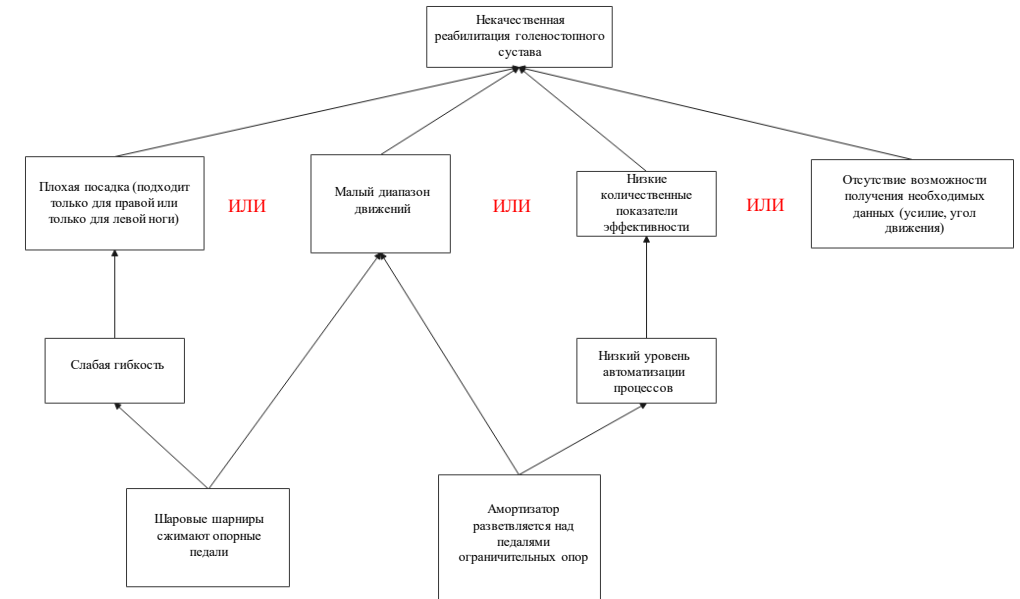 Некачественная
реабилитация голеностопного
сустава
Плохая посадка (подходит
только для правой или
только для левой ноги)
ИЛИ
Малый диапазон
движений
ИЛИ
Низкие
количественные
показатели
эффективности
ИЛИ
Отсутствие возможности
получения необходимых
данных (усилие, угол
движения)
Слабая гибкость
Низкий уровень
автоматизации
процессов
Шаровые шарниры
сжимают опорные
педали
Амортизатор
разветвляется над
педалями
ограничительных опор